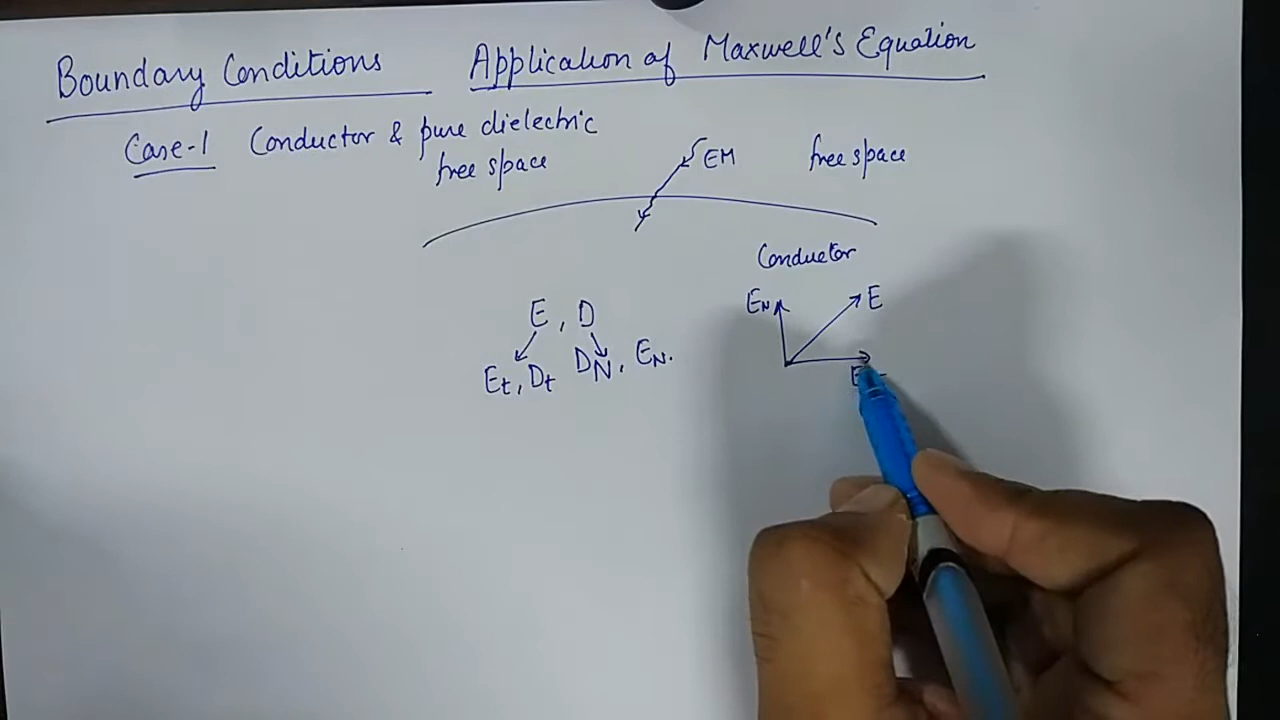 Boundary Conditions Application of Maxwell's Equation
Case-1 Conductor & pure dielectric
free space
EM free space
Conductor
E, D
EN E
Et, Dt DN, EN.
E